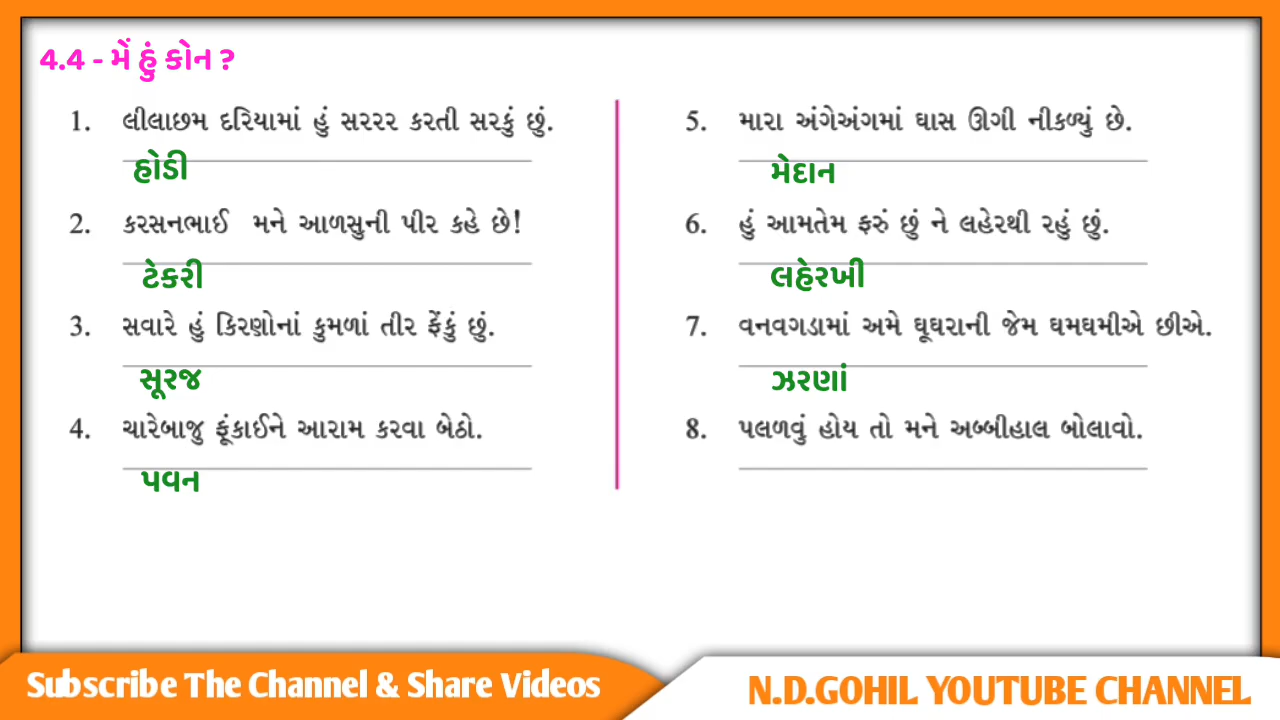 4.4 - મેં હું કોન ?
1. લીલાછમ દરિયામાં હું સરરર કરતી સરકું છું.
હોડી
2. કરસનભાઈ મને આળસુની પીર કહે છે!
ટેકરી
3. સવારે હું કિરણોનાં કુમળાં તીર ફેંકું છું.
સૂરજ
4. ચારેબાજુ ફૂંકાઈને આરામ કરવા બેઠો.
પવન
5. મારા અંગેઅંગમાં ઘાસ ઊગી નીકળ્યું છે.
મેદાન
6. હું આમતેમ ફરું છું ને લહેરથી રહું છું.
લહેરખી
7. વનવગડામાં અમે ઘૂઘરાની જેમ ઘમઘમીએ છીએ.
ઝરણાં
8. પલળવું હોય તો મને અબ્બીહાલ બોલાવો.
Subscribe The Channel & Share Videos
N.D.GOHIL YOUTUBE CHANNEL